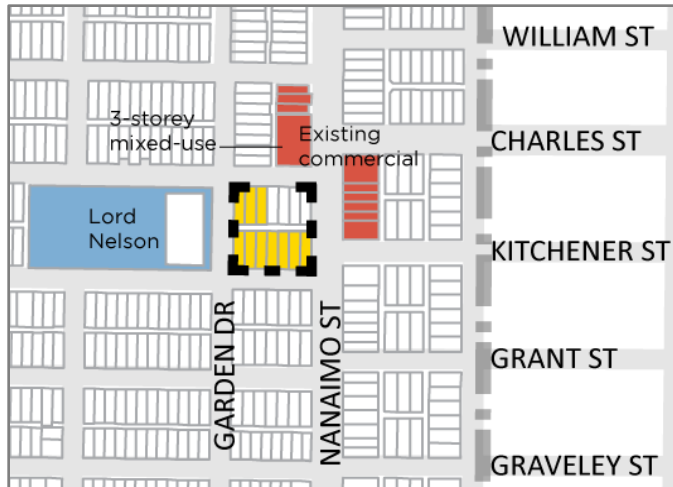 WILLIAM ST
3-storey
mixed-use
Existing
commercial
CHARLES ST
Lord
Nelson
KITCHENER ST
GARDEN DR
NANAIMO ST
GRANT ST
GRAVELEY ST